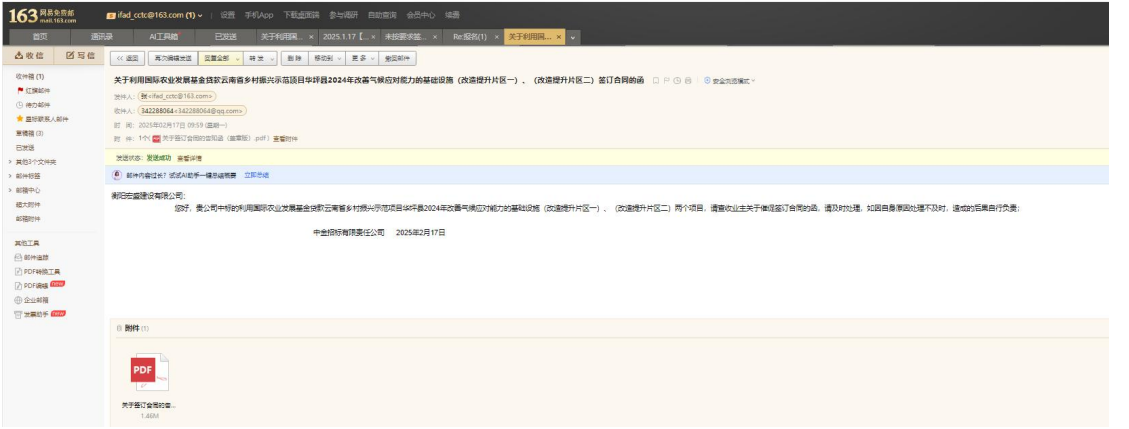 163 网易免费邮 mail.163.com ifad_cctc@163.com (1) 设置 手机App 下载桌面端 参与调研 自助查询 会员中心 续费
首页 通讯录 AI工具箱 已发送 关于利用国... × 2025.1.17【... × 未按要求签... × Re:报名(1) × 关于利用国... ×
收信 写信
<< 返回 再次编辑发送 回复全部 转发 删除 移动到 更多 撤回邮件
收件箱 (1)
红旗邮件
待办邮件
星标联系人邮件
草稿箱 (3)
已发送
其他3个文件夹
邮件标签
邮箱中心
超大附件
邮箱附件
其他工具
邮件追踪
PDF转换工具
PDF编辑 new
企业邮箱
发票助手 new
关于利用国际农业发展基金贷款云南省乡村振兴示范项目华坪县2024年改善气候应对能力的基础设施（改造提升片区一）、（改造提升片区二）签订合同的函 安全浏览模式
发件人： <ifad_cctc@163.com>
收件人： 342288064<342288064@qq.com>
时 间： 2025年02月17日 09:59 (星期一)
附 件： 1个( 关于签订合同的告知函（盖章版）.pdf ) 查看附件
发送状态：发送成功 查看详情
邮件内容过长？试试AI助手一键总结概要 立即总结
衡阳宏盛建设有限公司：
您好，贵公司中标的利用国际农业发展基金贷款云南省乡村振兴示范项目华坪县2024年改善气候应对能力的基础设施（改造提升片区一）、（改造提升片区二）两个项目，请查收业主关于催促签订合同的函，请及时处理，如因自身原因处理不及时，造成的后果自行负责；
中金招标有限责任公司 2025年2月17日
附件 (1)
PDF
关于签订合同的告...
1.46M